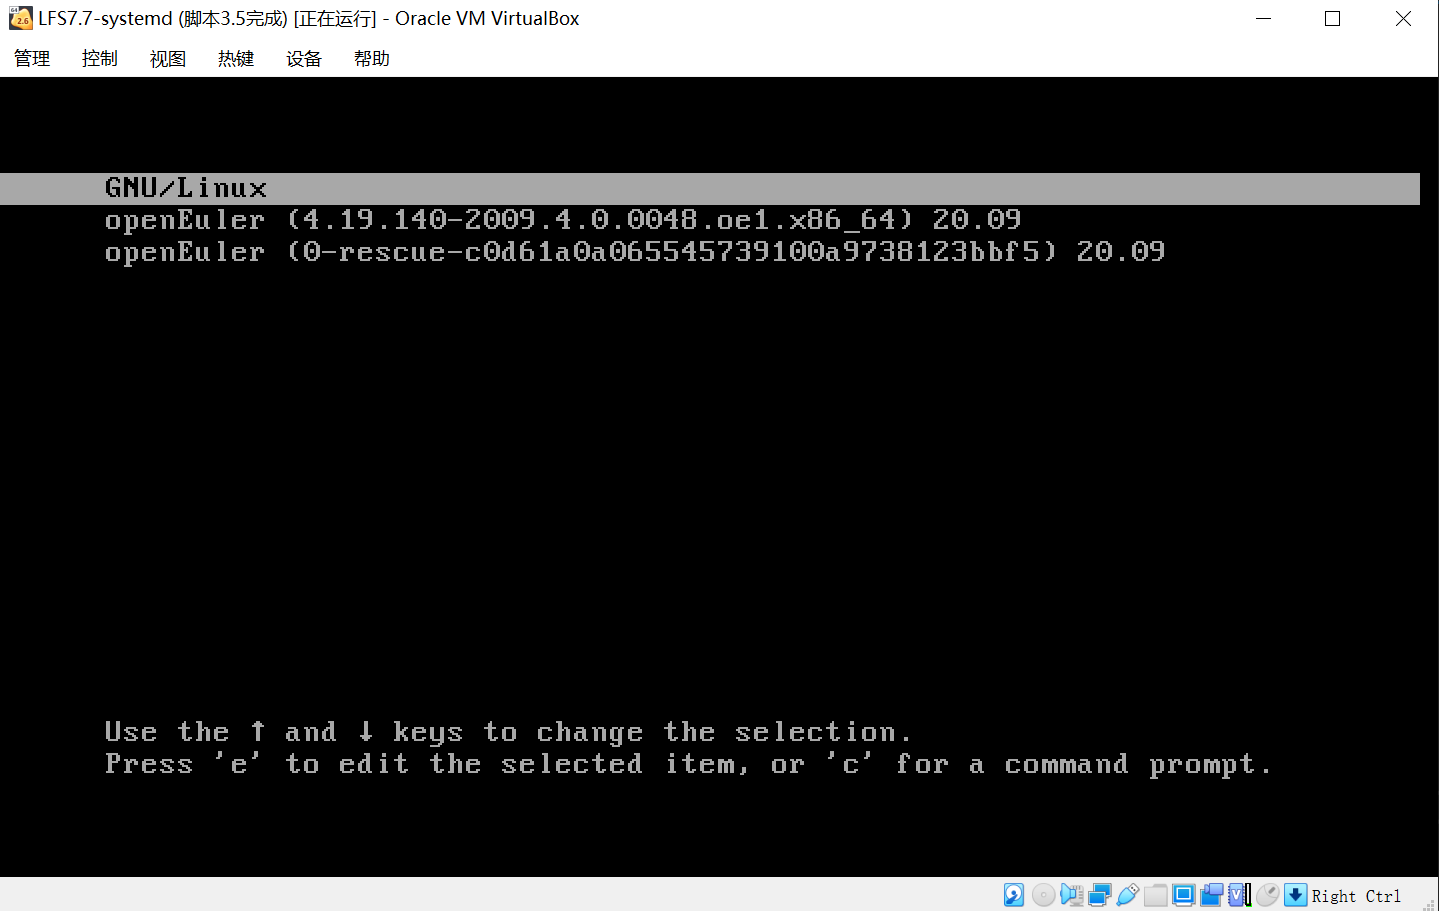 LFS7.7-systemd (脚本3.5完成) [正在运行] - Oracle VM VirtualBox
管理 控制 视图 热键 设备 帮助
GNU/Linux
openEuler (4.19.140-2009.4.0.0048.oe1.x86_64) 20.09
openEuler (0-rescue-c0d61a0a065545739100a9738123bbf5) 20.09
Use the ↑ and ↓ keys to change the selection.
Press 'e' to edit the selected item, or 'c' for a command prompt.
Right Ctrl